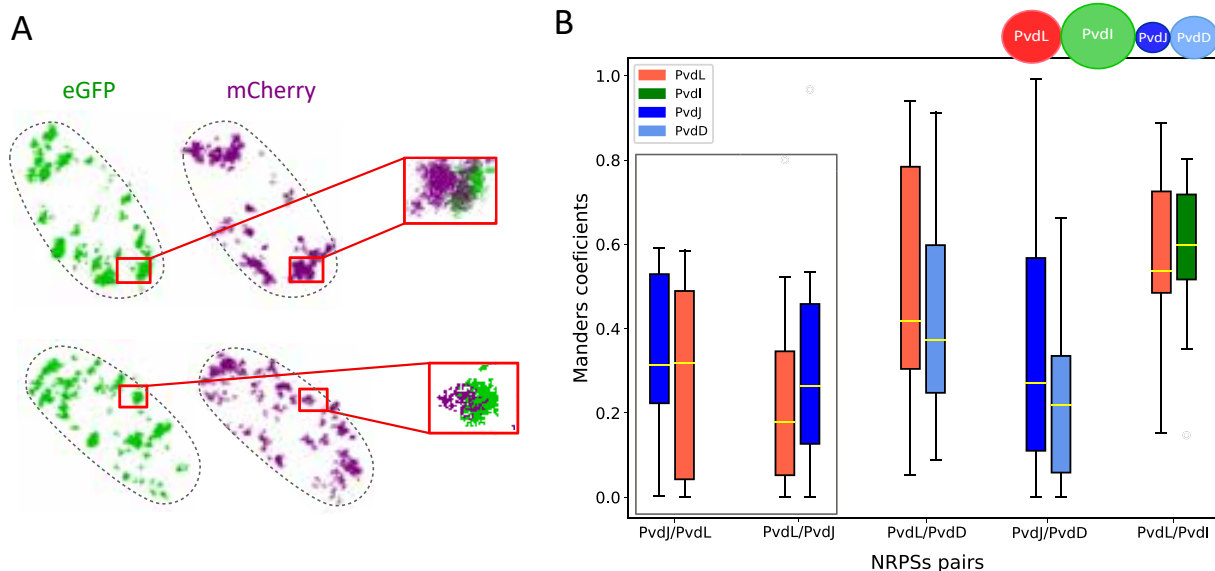 A
eGFP
mCherry
B
PvdL
PvdI
PvdJ
PvdD
PvdL
PvdI
PvdJ
PvdD
Manders coeficients
1.0
0.8
0.6
0.4
0.2
0.0
PvdJ/PvdL
PvdL/PvdJ
PvdL/PvdD
PvdJ/PvdD
PvdL/PvdI
NRPSs pairs